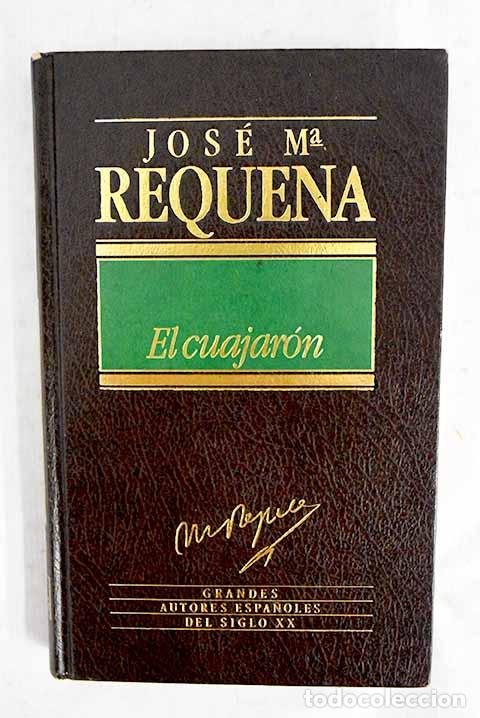 JOSÉ Mª
REQUENA
El cuajarón
GRANDES
AUTORES ESPAÑOLES
DEL SIGLO XX
todocoleccion